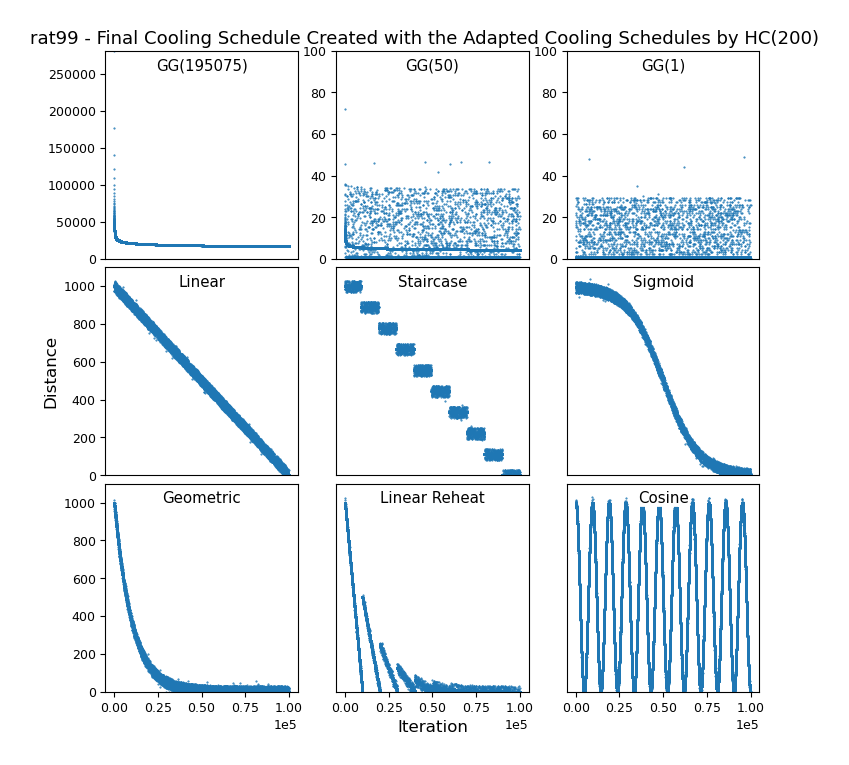 rat99 - Final Cooling Schedule Created with the Adapted Cooling Schedules by HC(200)
GG(195075)
GG(50)
GG(1)
250000
200000
150000
100000
50000
0
100
80
60
40
20
0
100
80
60
40
20
0
Linear
Staircase
Sigmoid
1000
800
600
400
200
0
Distance
Geometric
Linear Reheat
Cosine
1000
800
600
400
200
0
0.00 0.25 0.50 0.75 1.00
1e5
0.00 0.25 0.50 0.75 1.00
1e5
0.00 0.25 0.50 0.75 1.00
1e5
Iteration